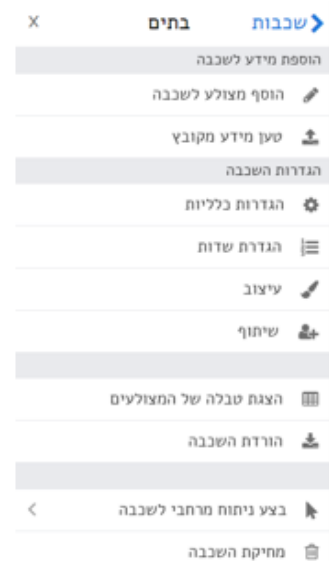 שכבות בתים ×
הוספת מידע לשכבה
הוסף מצולע לשכבה
טען מידע מקובץ
הגדרות השכבה
הגדרות כלליות
הגדרת שדות
עיצוב
שיתוף
הצגת טבלה של המצולעים
הורדת השכבה
בצע ניתוח מרחבי לשכבה
מחיקת השכבה